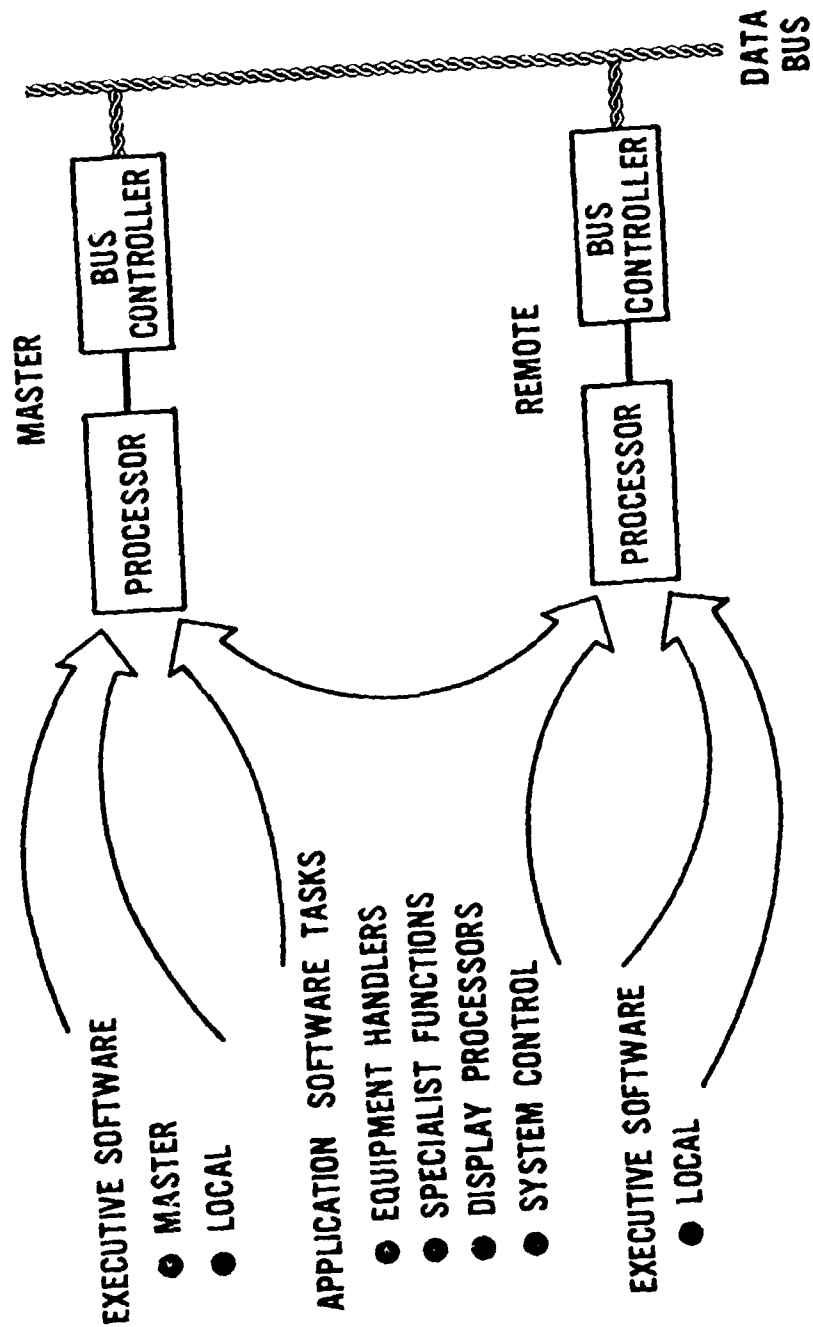 MASTER
PROCESSOR
BUS
CONTROLLER
REMOTE
PROCESSOR
BUS
CONTROLLER
DATA
BUS
EXECUTIVE SOFTWARE
● MASTER
● LOCAL
APPLICATION SOFTWARE TASKS
● EQUIPMENT HANDLERS
● SPECIALIST FUNCTIONS
● DISPLAY PROCESSORS
● SYSTEM CONTROL
EXECUTIVE SOFTWARE
● LOCAL